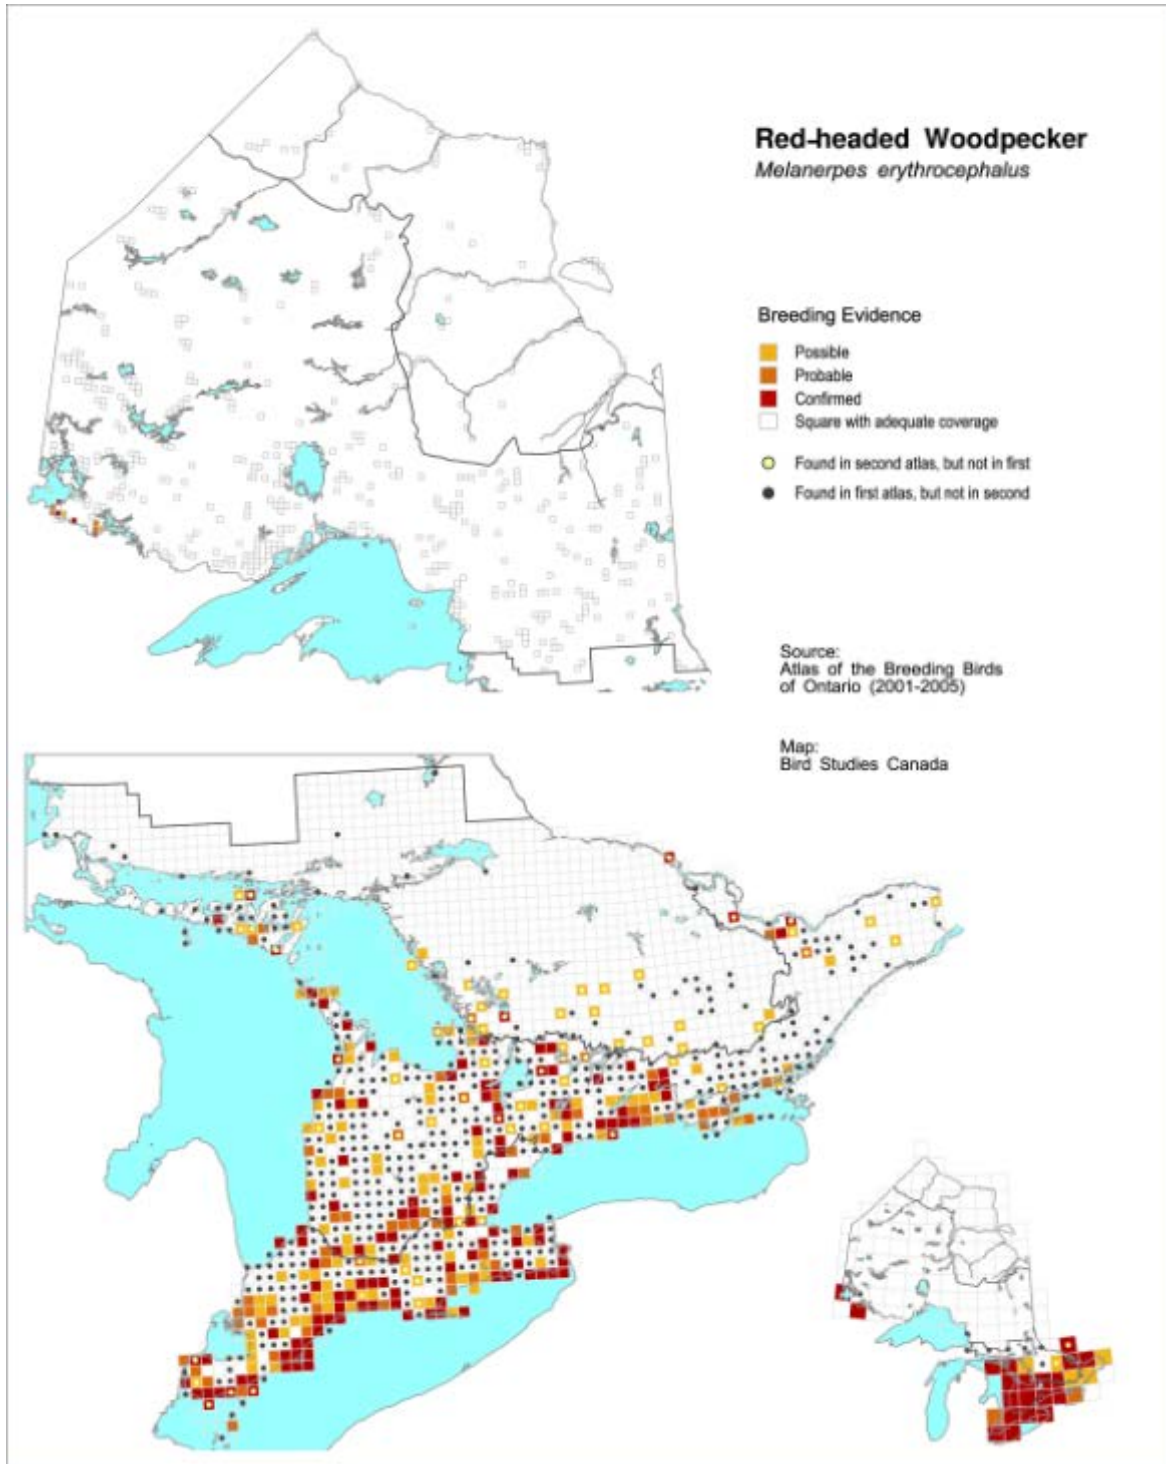 Red-headed Woodpecker
Melanerpes erythrocephalus
Breeding Evidence
Possible
Probable
Confirmed
Square with adequate coverage
Found in second atlas, but not in first
Found in first atlas, but not in second
Source:
Atlas of the Breeding Birds
of Ontario (2001-2005)
Map:
Bird Studies Canada